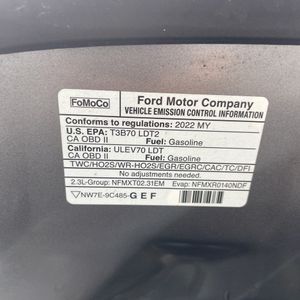 FoMoCo
Ford Motor Company
VEHICLE EMISSION CONTROL INFORMATION
Conforms to regulations: 2022 MY
U.S. EPA: T3B70 LDT2
CA OBD II Fuel: Gasoline
California: ULEV70 LDT
CA OBD II Fuel: Gasoline
TWC/HO2S/WR-HO2S/EGR/EGRC/CAC/TC/DFI
No adjustments needed.
2.3L-Group: NFMXT02.31EM Evap: NFMXR0140NDF
NW7E-9C485-GEF